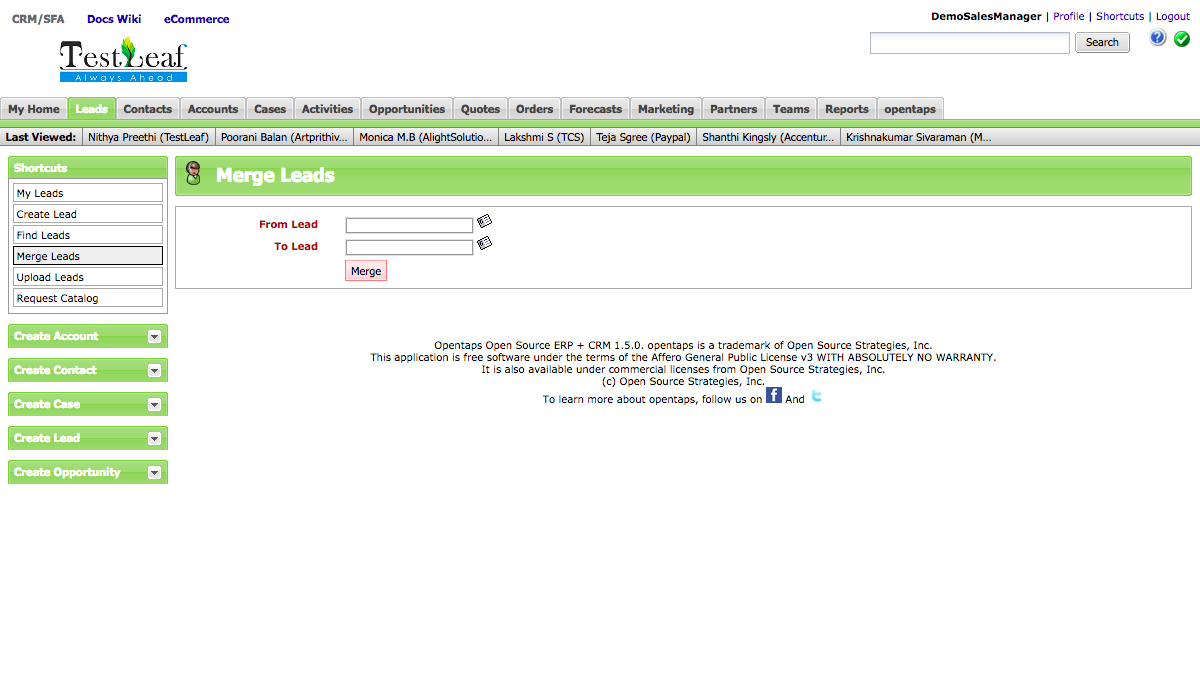 CRM/SFA Docs Wiki eCommerce
DemoSalesManager | Profile | Shortcuts | Logout
Search
TestLeaf
Always Ahead
My Home Leads Contacts Accounts Cases Activities Opportunities Quotes Orders Forecasts Marketing Partners Teams Reports opentaps
Last Viewed: Nithya Preethi (TestLeaf) Poorani Balan (Artprithiv... Monica M.B (AlightSolutio... Lakshmi S (TCS) Teja Sgree (Paypal) Shanthi Kingsly (Accentur... Krishnakumar Sivaraman (M...
Shortcuts
My Leads
Create Lead
Find Leads
Merge Leads
Upload Leads
Request Catalog
Create Account
Create Contact
Create Case
Create Lead
Create Opportunity
Merge Leads
From Lead
To Lead
Merge
Opentaps Open Source ERP + CRM 1.5.0. opentaps is a trademark of Open Source Strategies, Inc.
This application is free software under the terms of the Affero General Public License v3 WITH ABSOLUTELY NO WARRANTY.
It is also available under commercial licenses from Open Source Strategies, Inc.
(c) Open Source Strategies, Inc.
To learn more about opentaps, follow us on f And t